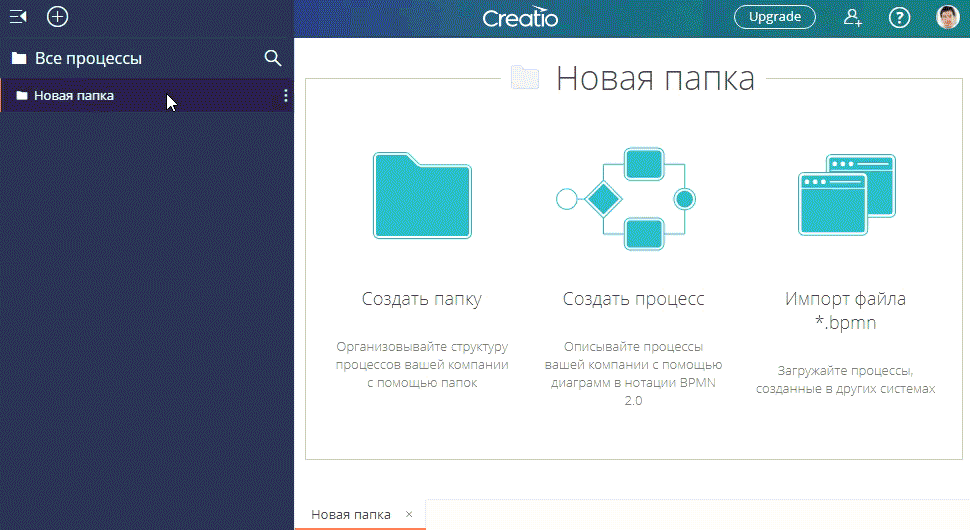 Creatio
Upgrade
Все процессы
Новая папка
Новая папка
Создать папку
Организовывайте структуру
процессов вашей компании
с помощью папок
Создать процесс
Описывайте процессы
вашей компании с помощью
диаграмм в нотации BPMN
2.0
Импорт файла
*.bpmn
Загружайте процессы,
созданные в других системах
Новая папка